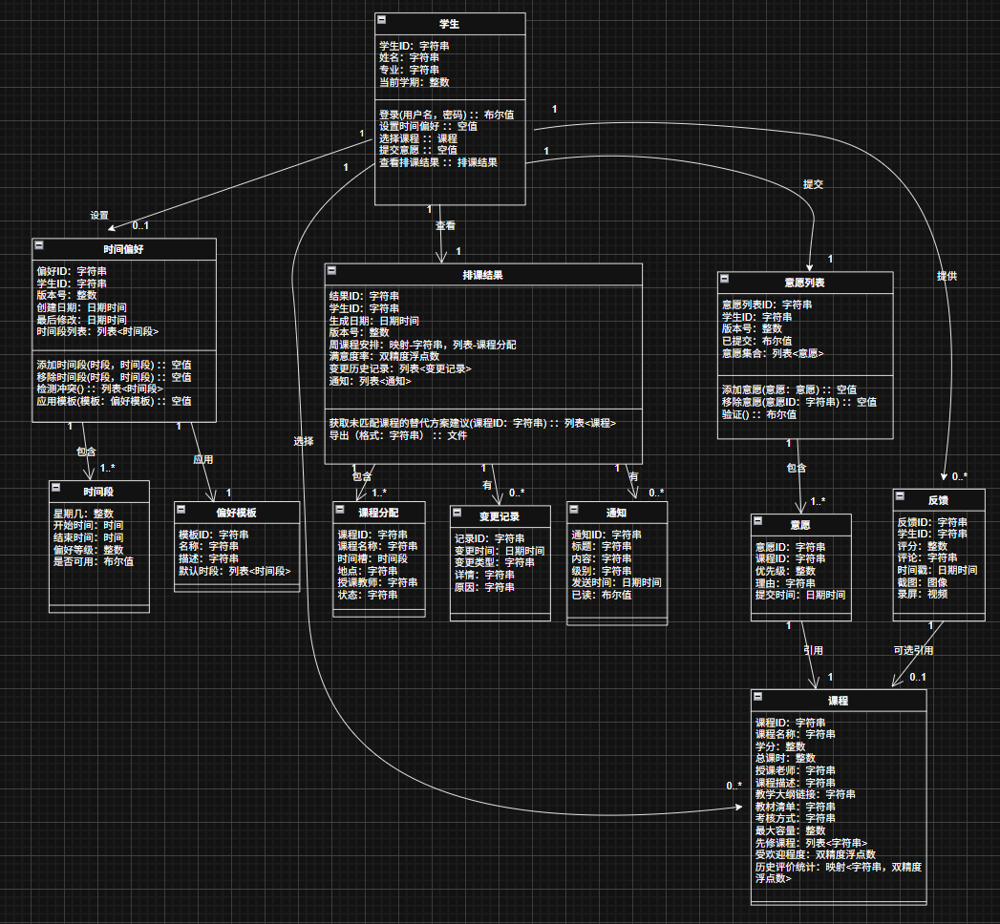 学生
学生ID：字符串
姓名：字符串
专业：字符串
当前学期：整数
登录(用户名，密码) ：：布尔值
设置时间偏好：：空值
选择课程：：课程
提交意愿：：空值
查看排课结果：：排课结果
1
设置
0..1
1
选择
0..*
1
查看
1
1
提交
1
1
提供
0..*
时间偏好
偏好ID：字符串
学生ID：字符串
版本号：整数
创建日期：日期时间
最后修改：日期时间
时间段列表：列表<时间段>
添加时间段(时段，时间段) ：：空值
移除时间段(时段，时间段) ：：空值
检测冲突() ：：列表<时间段>
应用模板(模板：偏好模板) ：：空值
1
包含
1..*
1
应用
1
排课结果
结果ID：字符串
学生ID：字符串
生成日期：日期时间
版本号：整数
周课程安排：映射-字符串，列表-课程分配
满意度率：双精度浮点数
变更历史记录：列表<变更记录>
通知：列表<通知>
获取未匹配课程的替代方案建议(课程ID：字符串) ：：列表<课程>
导出（格式：字符串） ：：文件
1
包含
1..*
1
有
0..*
1
有
0..*
意愿列表
意愿列表ID：字符串
学生ID：字符串
版本号：整数
已提交：布尔值
意愿集合：列表<意愿>
添加意愿(意愿：意愿) ：：空值
移除意愿(意愿ID：字符串) ：：空值
验证() ：：布尔值
1
包含
1..*
时间段
星期几：整数
开始时间：时间
结束时间：时间
偏好等级：整数
是否可用：布尔值
偏好模板
模板ID：字符串
名称：字符串
描述：字符串
默认时段：列表<时间段>
课程分配
课程ID：字符串
课程名称：字符串
时间槽：时间段
地点：字符串
授课教师：字符串
状态：字符串
变更记录
记录ID：字符串
变更时间：日期时间
变更类型：字符串
详情：字符串
原因：字符串
通知
通知ID：字符串
标题：字符串
内容：字符串
级别：字符串
发送时间：日期时间
已读：布尔值
意愿
意愿ID：字符串
课程ID：字符串
优先级：整数
理由：字符串
提交时间：日期时间
1
引用
1
反馈
反馈ID：字符串
学生ID：字符串
评分：整数
评论：字符串
时间戳：日期时间
截图：图像
录屏：视频
1
可选引用
0..1
课程
课程ID：字符串
课程名称：字符串
学分：整数
总课时：整数
授课老师：字符串
课程描述：字符串
教学大纲链接：字符串
教材清单：字符串
考核方式：字符串
最大容量：整数
先修课程：列表<字符串>
受欢迎程度：双精度浮点数
历史评价统计：映射<字符串，双精度
浮点数>